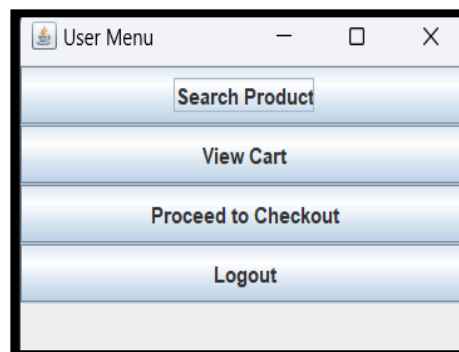 User Menu
Search Product
View Cart
Proceed to Checkout
Logout